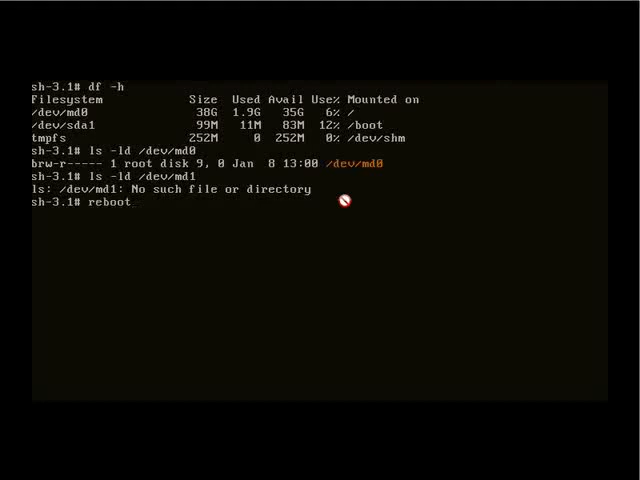 sh-3.1# df -h
Filesystem Size Used Avail Use% Mounted on
/dev/md0 38G 1.9G 35G 6% /
/dev/sda1 99M 11M 83M 12% /boot
tmpfs 252M 0 252M 0% /dev/shm
sh-3.1# ls -ld /dev/md0
brw-r----- 1 root disk 9, 0 Jan 8 13:00 /dev/md0
sh-3.1# ls -ld /dev/md1
ls: /dev/md1: No such file or directory
sh-3.1# reboot